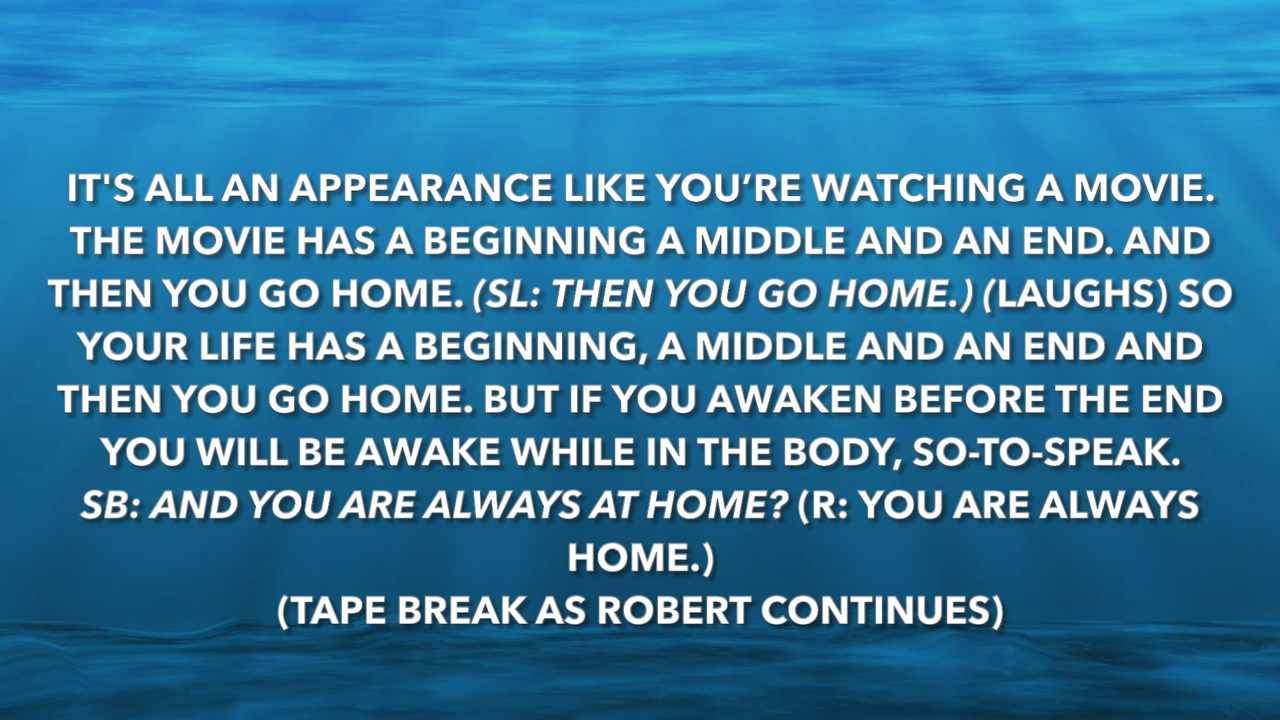 IT'S ALL AN APPEARANCE LIKE YOU’RE WATCHING A MOVIE.
THE MOVIE HAS A BEGINNING A MIDDLE AND AN END. AND
THEN YOU GO HOME. (SL: THEN YOU GO HOME.) (LAUGHS) SO
YOUR LIFE HAS A BEGINNING, A MIDDLE AND AN END AND
THEN YOU GO HOME. BUT IF YOU AWAKEN BEFORE THE END
YOU WILL BE AWAKE WHILE IN THE BODY, SO-TO-SPEAK.
SB: AND YOU ARE ALWAYS AT HOME? (R: YOU ARE ALWAYS
HOME.)
(TAPE BREAK AS ROBERT CONTINUES)